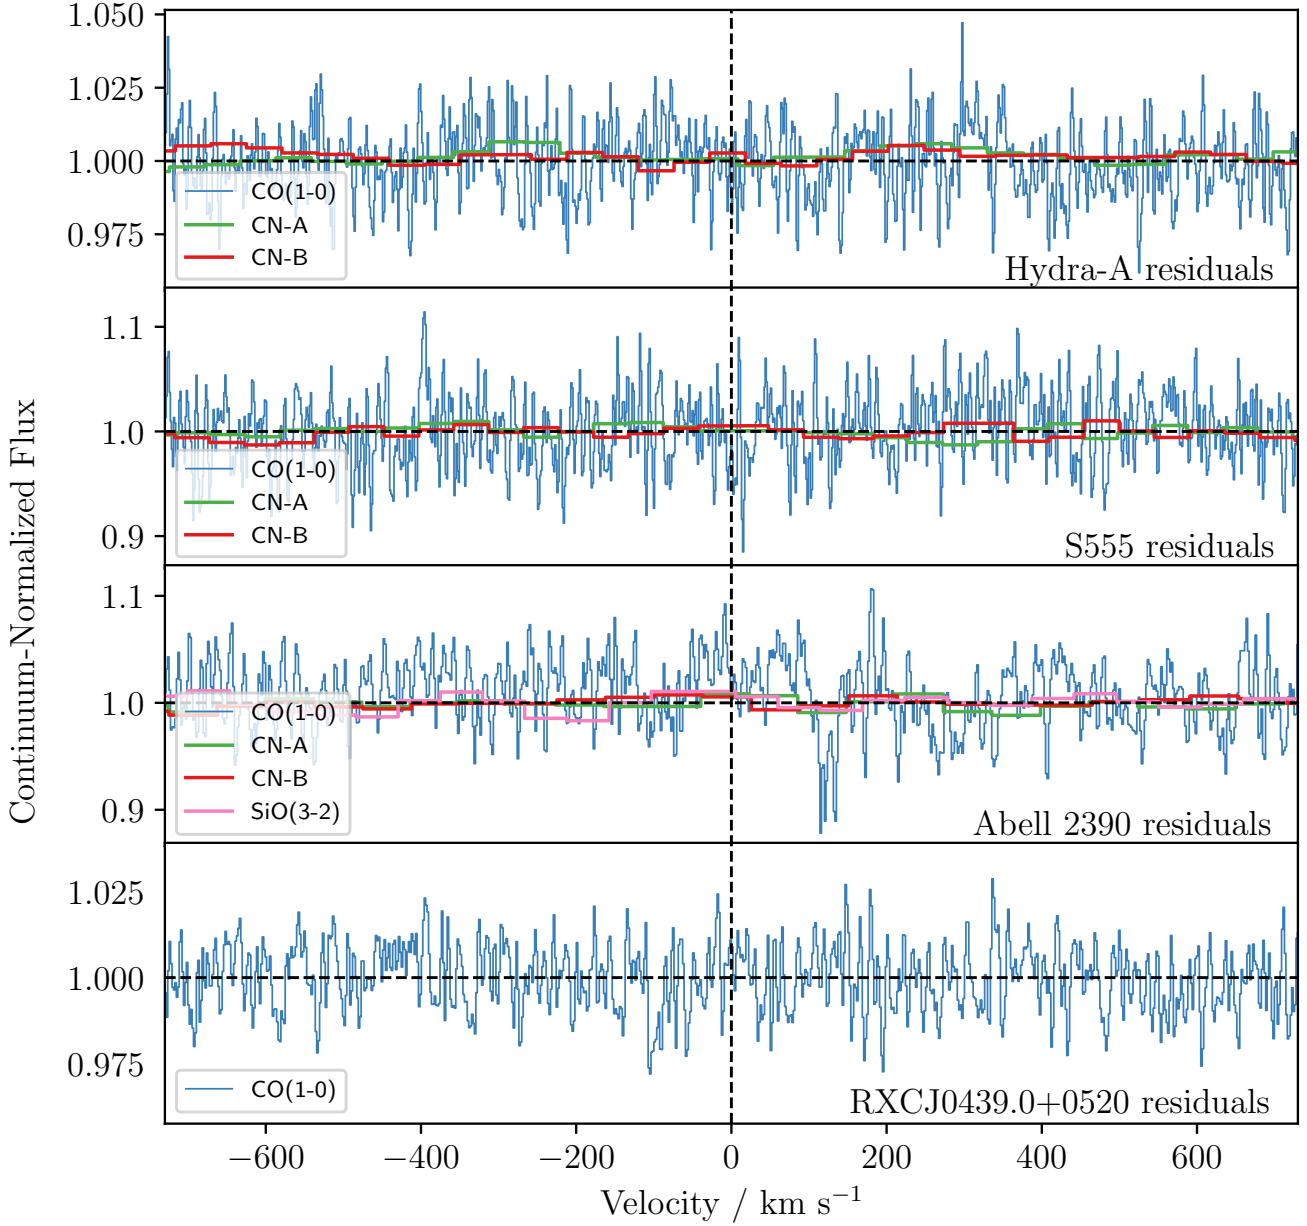 Continuum-Normalized Flux
1.050
1.025
1.000
0.975
CO(1-0)
CN-A
CN-B
Hydra-A residuals
1.1
1.0
0.9
CO(1-0)
CN-A
CN-B
S555 residuals
1.1
1.0
0.9
CO(1-0)
CN-A
CN-B
SiO(3-2)
Abell 2390 residuals
1.025
1.000
0.975
CO(1-0)
RXCJ0439.0+0520 residuals
−600 −400 −200 0 200 400 600
Velocity / km s⁻¹